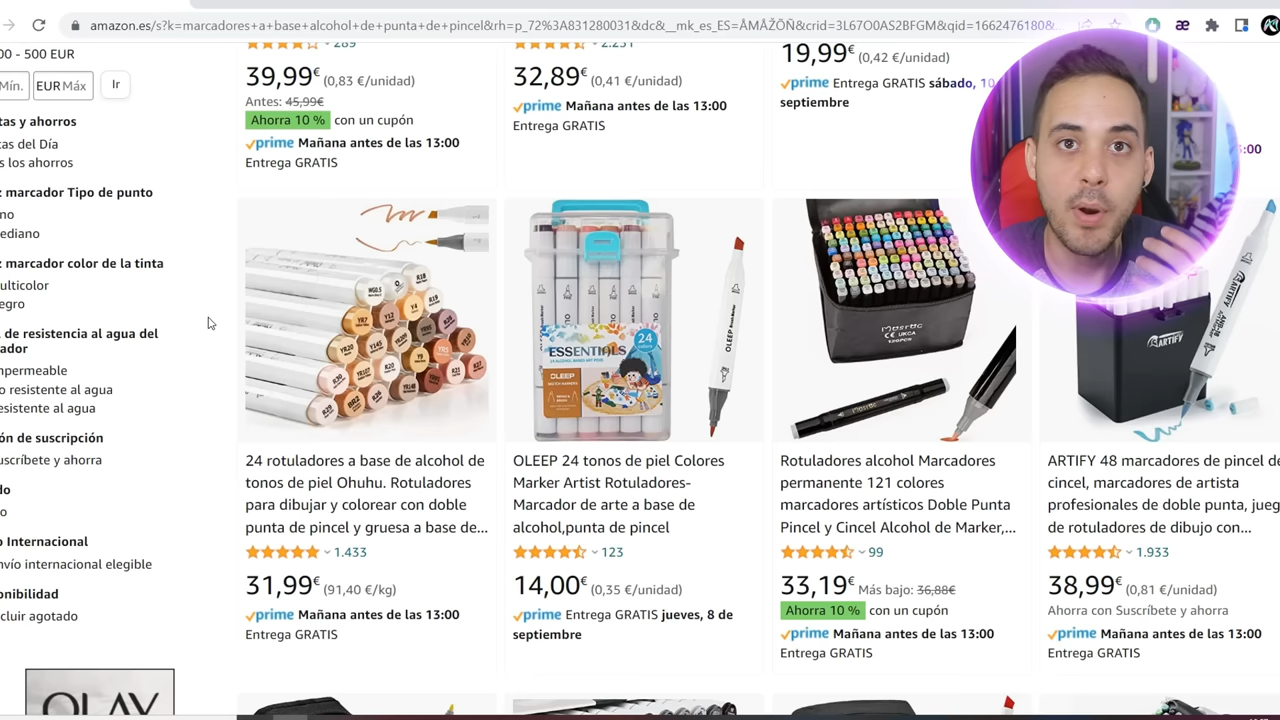 amazon.es/s?k=marcadores+a+base+alcohol+de+punta+de+pincel&rh=p_72%3A831280031&dc&__mk_es_ES=ÅMÅŽÕÑ&crid=3L67O0AS2BFGM&qid=1662476180&...
00 - 500 EUR
Mín.
EUR Máx
Ir
tas y ahorros
tas del Día
s los ahorros
z marcador Tipo de punto
no
ediano
z marcador color de la tinta
ulticolor
egro
l de resistencia al agua del
ador
npermeable
o resistente al agua
esistente al agua
ón de suscripción
uscríbete y ahorra
do
o
o Internacional
nvío internacional elegible
onibilidad
cluir agotado
OLAY
289
39,99€ (0,83 €/unidad)
Antes: 45,99€
Ahorra 10 % con un cupón
prime Mañana antes de las 13:00
Entrega GRATIS
2.231
32,89€ (0,41 €/unidad)
prime Mañana antes de las 13:00
Entrega GRATIS
19,99€ (0,42 €/unidad)
prime Entrega GRATIS sábado, 10
septiembre
:00
ESSENTIALS
24
OLEEP
OLEEP
ARTIFY
ARTIFY
24 rotuladores a base de alcohol de
tonos de piel Ohuhu. Rotuladores
para dibujar y colorear con doble
punta de pincel y gruesa a base de...
1.433
31,99€ (91,40 €/kg)
prime Mañana antes de las 13:00
Entrega GRATIS
OLEEP 24 tonos de piel Colores
Marker Artist Rotuladores-
Marcador de arte a base de
alcohol,punta de pincel
123
14,00€ (0,35 €/unidad)
prime Entrega GRATIS jueves, 8 de
septiembre
Rotuladores alcohol Marcadores
permanente 121 colores
marcadores artísticos Doble Punta
Pincel y Cincel Alcohol de Marker,...
99
33,19€ Más bajo: 36,88€
Ahorra 10 % con un cupón
prime Mañana antes de las 13:00
Entrega GRATIS
ARTIFY 48 marcadores de pincel de
cincel, marcadores de artista
profesionales de doble punta, jueg
de rotuladores de dibujo con...
1.933
38,99€ (0,81 €/unidad)
Ahorra con Suscríbete y ahorra
prime Mañana antes de las 13:00
Entrega GRATIS